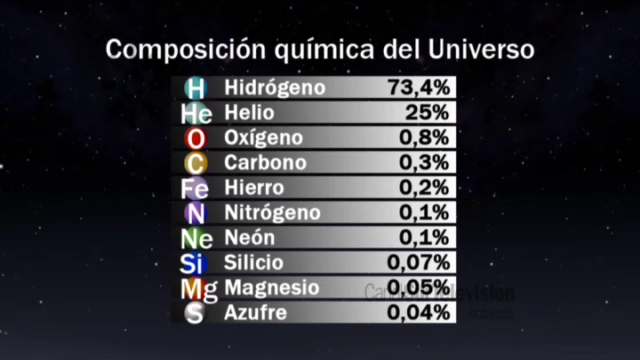 Composición química del Universo
H Hidrógeno 73,4%
He Helio 25%
O Oxígeno 0,8%
C Carbono 0,3%
Fe Hierro 0,2%
N Nitrógeno 0,1%
Ne Neón 0,1%
Si Silicio 0,07%
Mg Magnesio 0,05%
S Azufre 0,04%